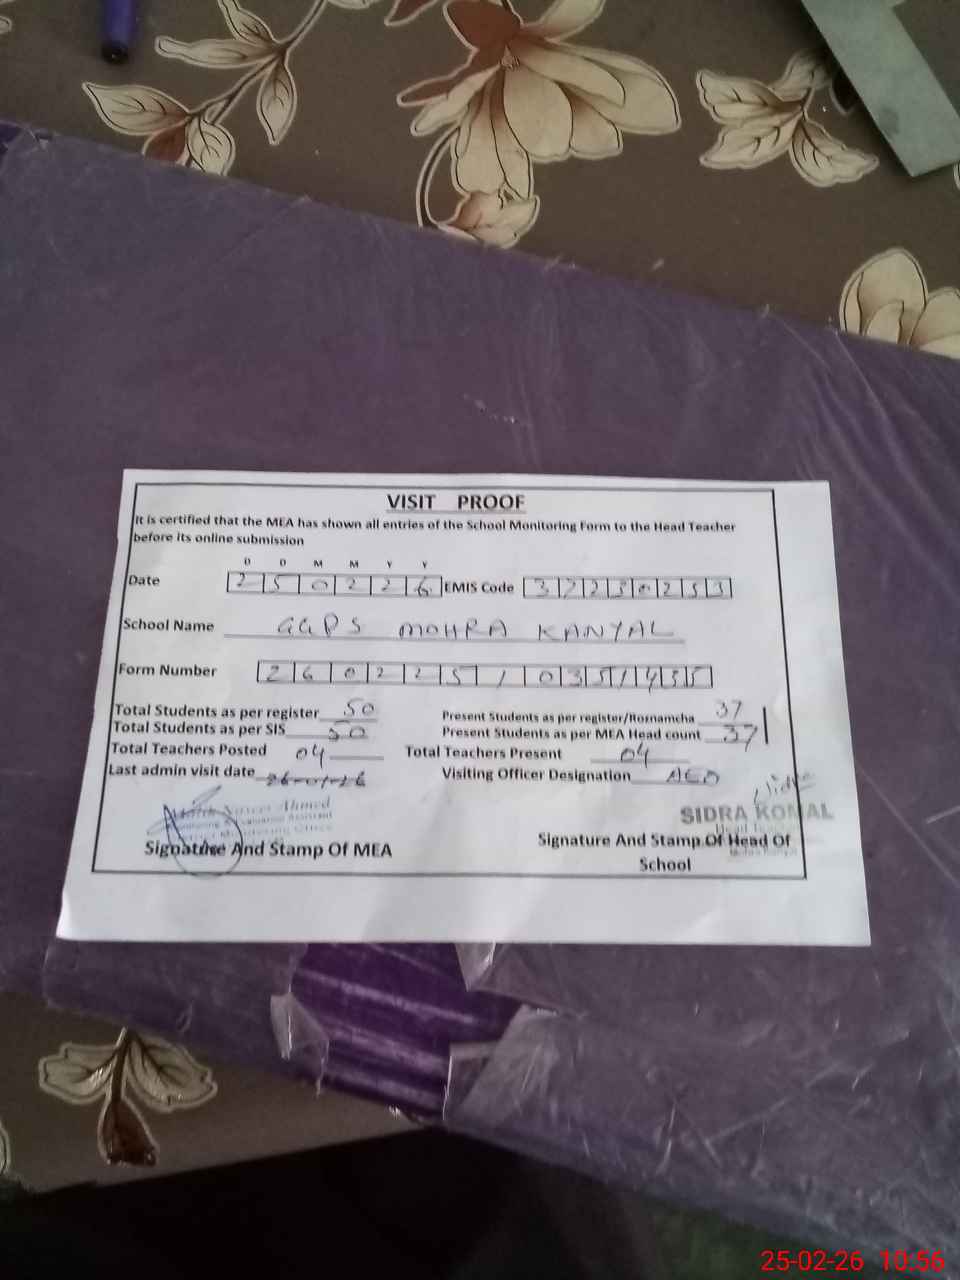 VISIT PROOF
It is certified that the MEA has shown all entries of the School Monitoring Form to the Head Teacher
before its online submission
D D M M Y Y
Date 2 5 0 2 2 6 EMIS Code 3 7 2 3 0 2 5 3
School Name GGPS MOHRA KANYAL
Form Number 2 6 0 2 2 5 1 0 3 5 1 4 3 5
Total Students as per register 50 Present Students as per register/Roznamcha 37
Total Students as per SIS 50 Present Students as per MEA Head count 37
Total Teachers Posted 04 Total Teachers Present 04
Last admin visit date 26-01-26 Visiting Officer Designation AEO
Ahmed
SIDRA KOMAL
Head
Signature And Stamp Of MEA Signature And Stamp Of Head Of
School
25-02-26 10:56